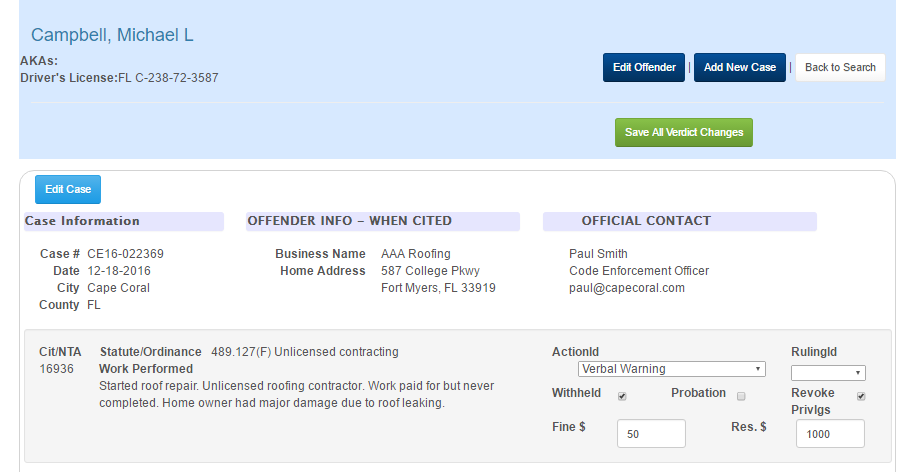 Campbell, Michael L
AKAs:
Driver's License:FL C-238-72-3587
Edit Offender | Add New Case | Back to Search
Save All Verdict Changes
Edit Case
Case Information
Case # CE16-022369
Date 12-18-2016
City Cape Coral
County FL
OFFENDER INFO – WHEN CITED
Business Name AAA Roofing
Home Address 587 College Pkwy
Fort Myers, FL 33919
OFFICIAL CONTACT
Paul Smith
Code Enforcement Officer
paul@capecoral.com
Cit/NTA
16936
Statute/Ordinance 489.127(F) Unlicensed contracting
Work Performed
Started roof repair. Unlicensed roofing contractor. Work paid for but never
completed. Home owner had major damage due to roof leaking.
ActionId
Verbal Warning
RulingId
Withheld
Probation
Revoke
Privlgs
Fine $ 50
Res. $ 1000